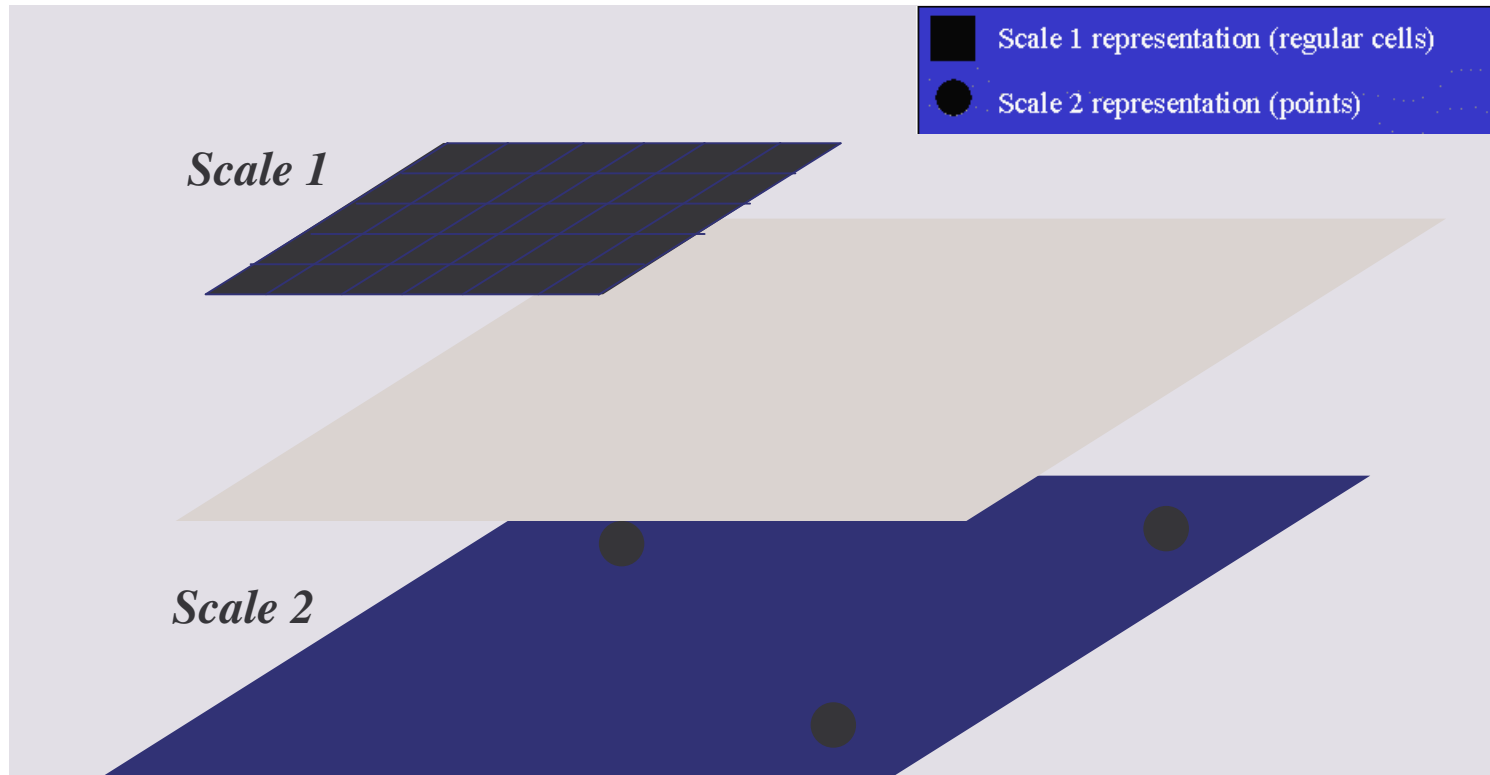 Scale 1 representation (regular cells)
Scale 2 representation (points)
Scale 1
Scale 2